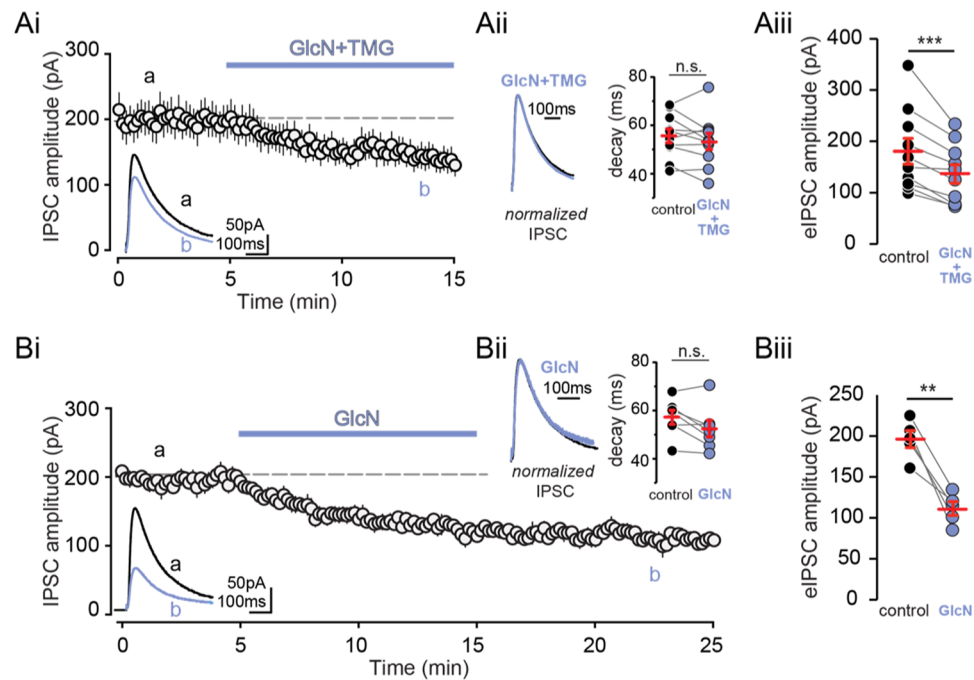 Ai
GlcN+TMG
IPSC amplitude (pA)
300
200
100
0
a
b
a
b
50pA
100ms
0
5
10
15
Time (min)
Aii
GlcN+TMG
100ms
normalized
IPSC
decay (ms)
80
60
40
n.s.
control
GlcN
+
TMG
Aiii
eIPSC amplitude (pA)
400
300
200
100
0
***
control
GlcN
+
TMG
Bi
GlcN
IPSC amplitude (pA)
300
200
100
0
a
b
a
b
50pA
100ms
0
5
10
15
20
25
Time (min)
Bii
GlcN
100ms
normalized
IPSC
decay (ms)
80
60
40
n.s.
control GlcN
Biii
eIPSC amplitude (pA)
250
200
150
100
50
0
**
control GlcN